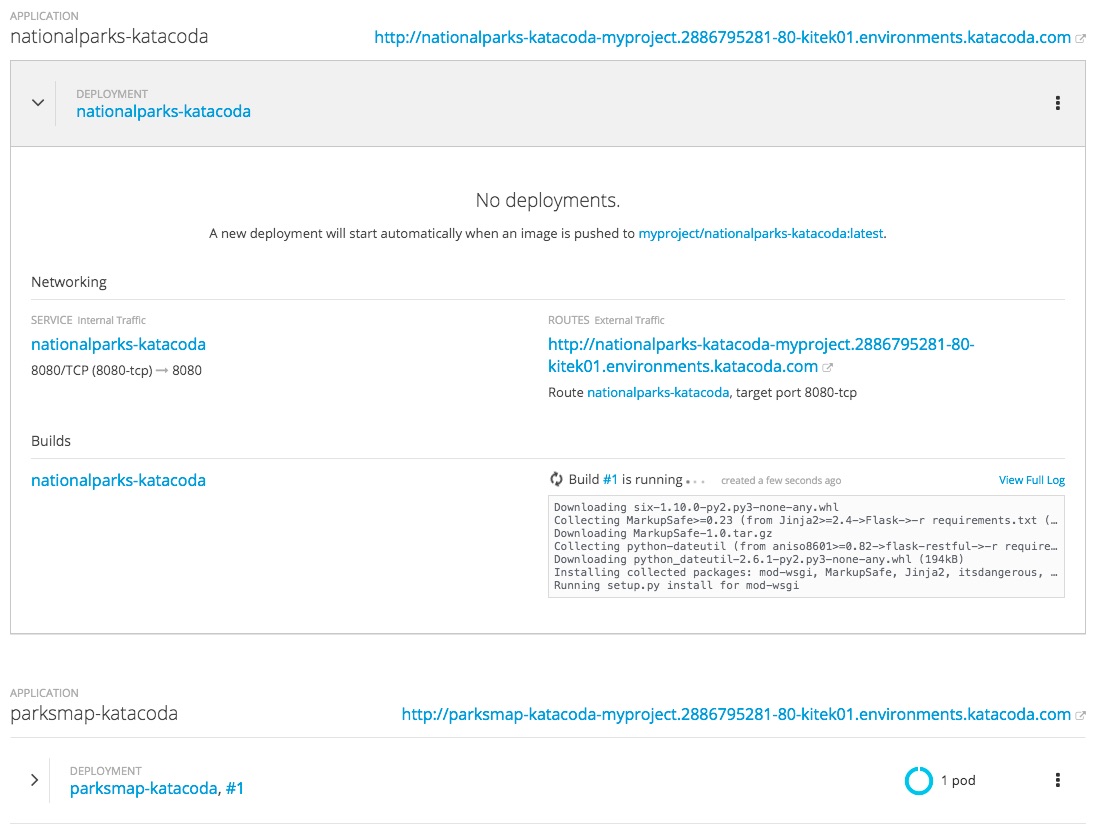 APPLICATION
nationalparks-katacoda
http://nationalparks-katacoda-myproject.2886795281-80-kitek01.environments.katacoda.com
DEPLOYMENT
nationalparks-katacoda
No deployments.
A new deployment will start automatically when an image is pushed to myproject/nationalparks-katacoda:latest.
Networking
SERVICE Internal Traffic
nationalparks-katacoda
8080/TCP (8080-tcp) → 8080
ROUTES External Traffic
http://nationalparks-katacoda-myproject.2886795281-80-
kitek01.environments.katacoda.com
Route nationalparks-katacoda, target port 8080-tcp
Builds
nationalparks-katacoda
Build #1 is running... created a few seconds ago View Full Log
Downloading six-1.10.0-py2.py3-none-any.whl
Collecting MarkupSafe>=0.23 (from Jinja2>=2.4->Flask->-r requirements.txt (…
Downloading MarkupSafe-1.0.tar.gz
Collecting python-dateutil (from aniso8601>=0.82->flask-restful->-r require…
Downloading python_dateutil-2.6.1-py2.py3-none-any.whl (194kB)
Installing collected packages: mod-wsgi, MarkupSafe, Jinja2, itsdangerous, …
Running setup.py install for mod-wsgi
APPLICATION
parksmap-katacoda
http://parksmap-katacoda-myproject.2886795281-80-kitek01.environments.katacoda.com
DEPLOYMENT
parksmap-katacoda, #1
1 pod